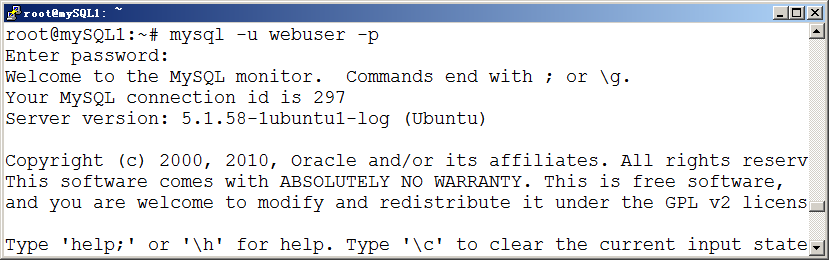 root@mySQL1: ~
root@mySQL1:~# mysql -u webuser -p
Enter password:
Welcome to the MySQL monitor.  Commands end with ; or \g.
Your MySQL connection id is 297
Server version: 5.1.58-1ubuntu1-log (Ubuntu)
Copyright (c) 2000, 2010, Oracle and/or its affiliates. All rights reserv
This software comes with ABSOLUTELY NO WARRANTY. This is free software,
and you are welcome to modify and redistribute it under the GPL v2 licens
Type 'help;' or '\h' for help. Type '\c' to clear the current input state